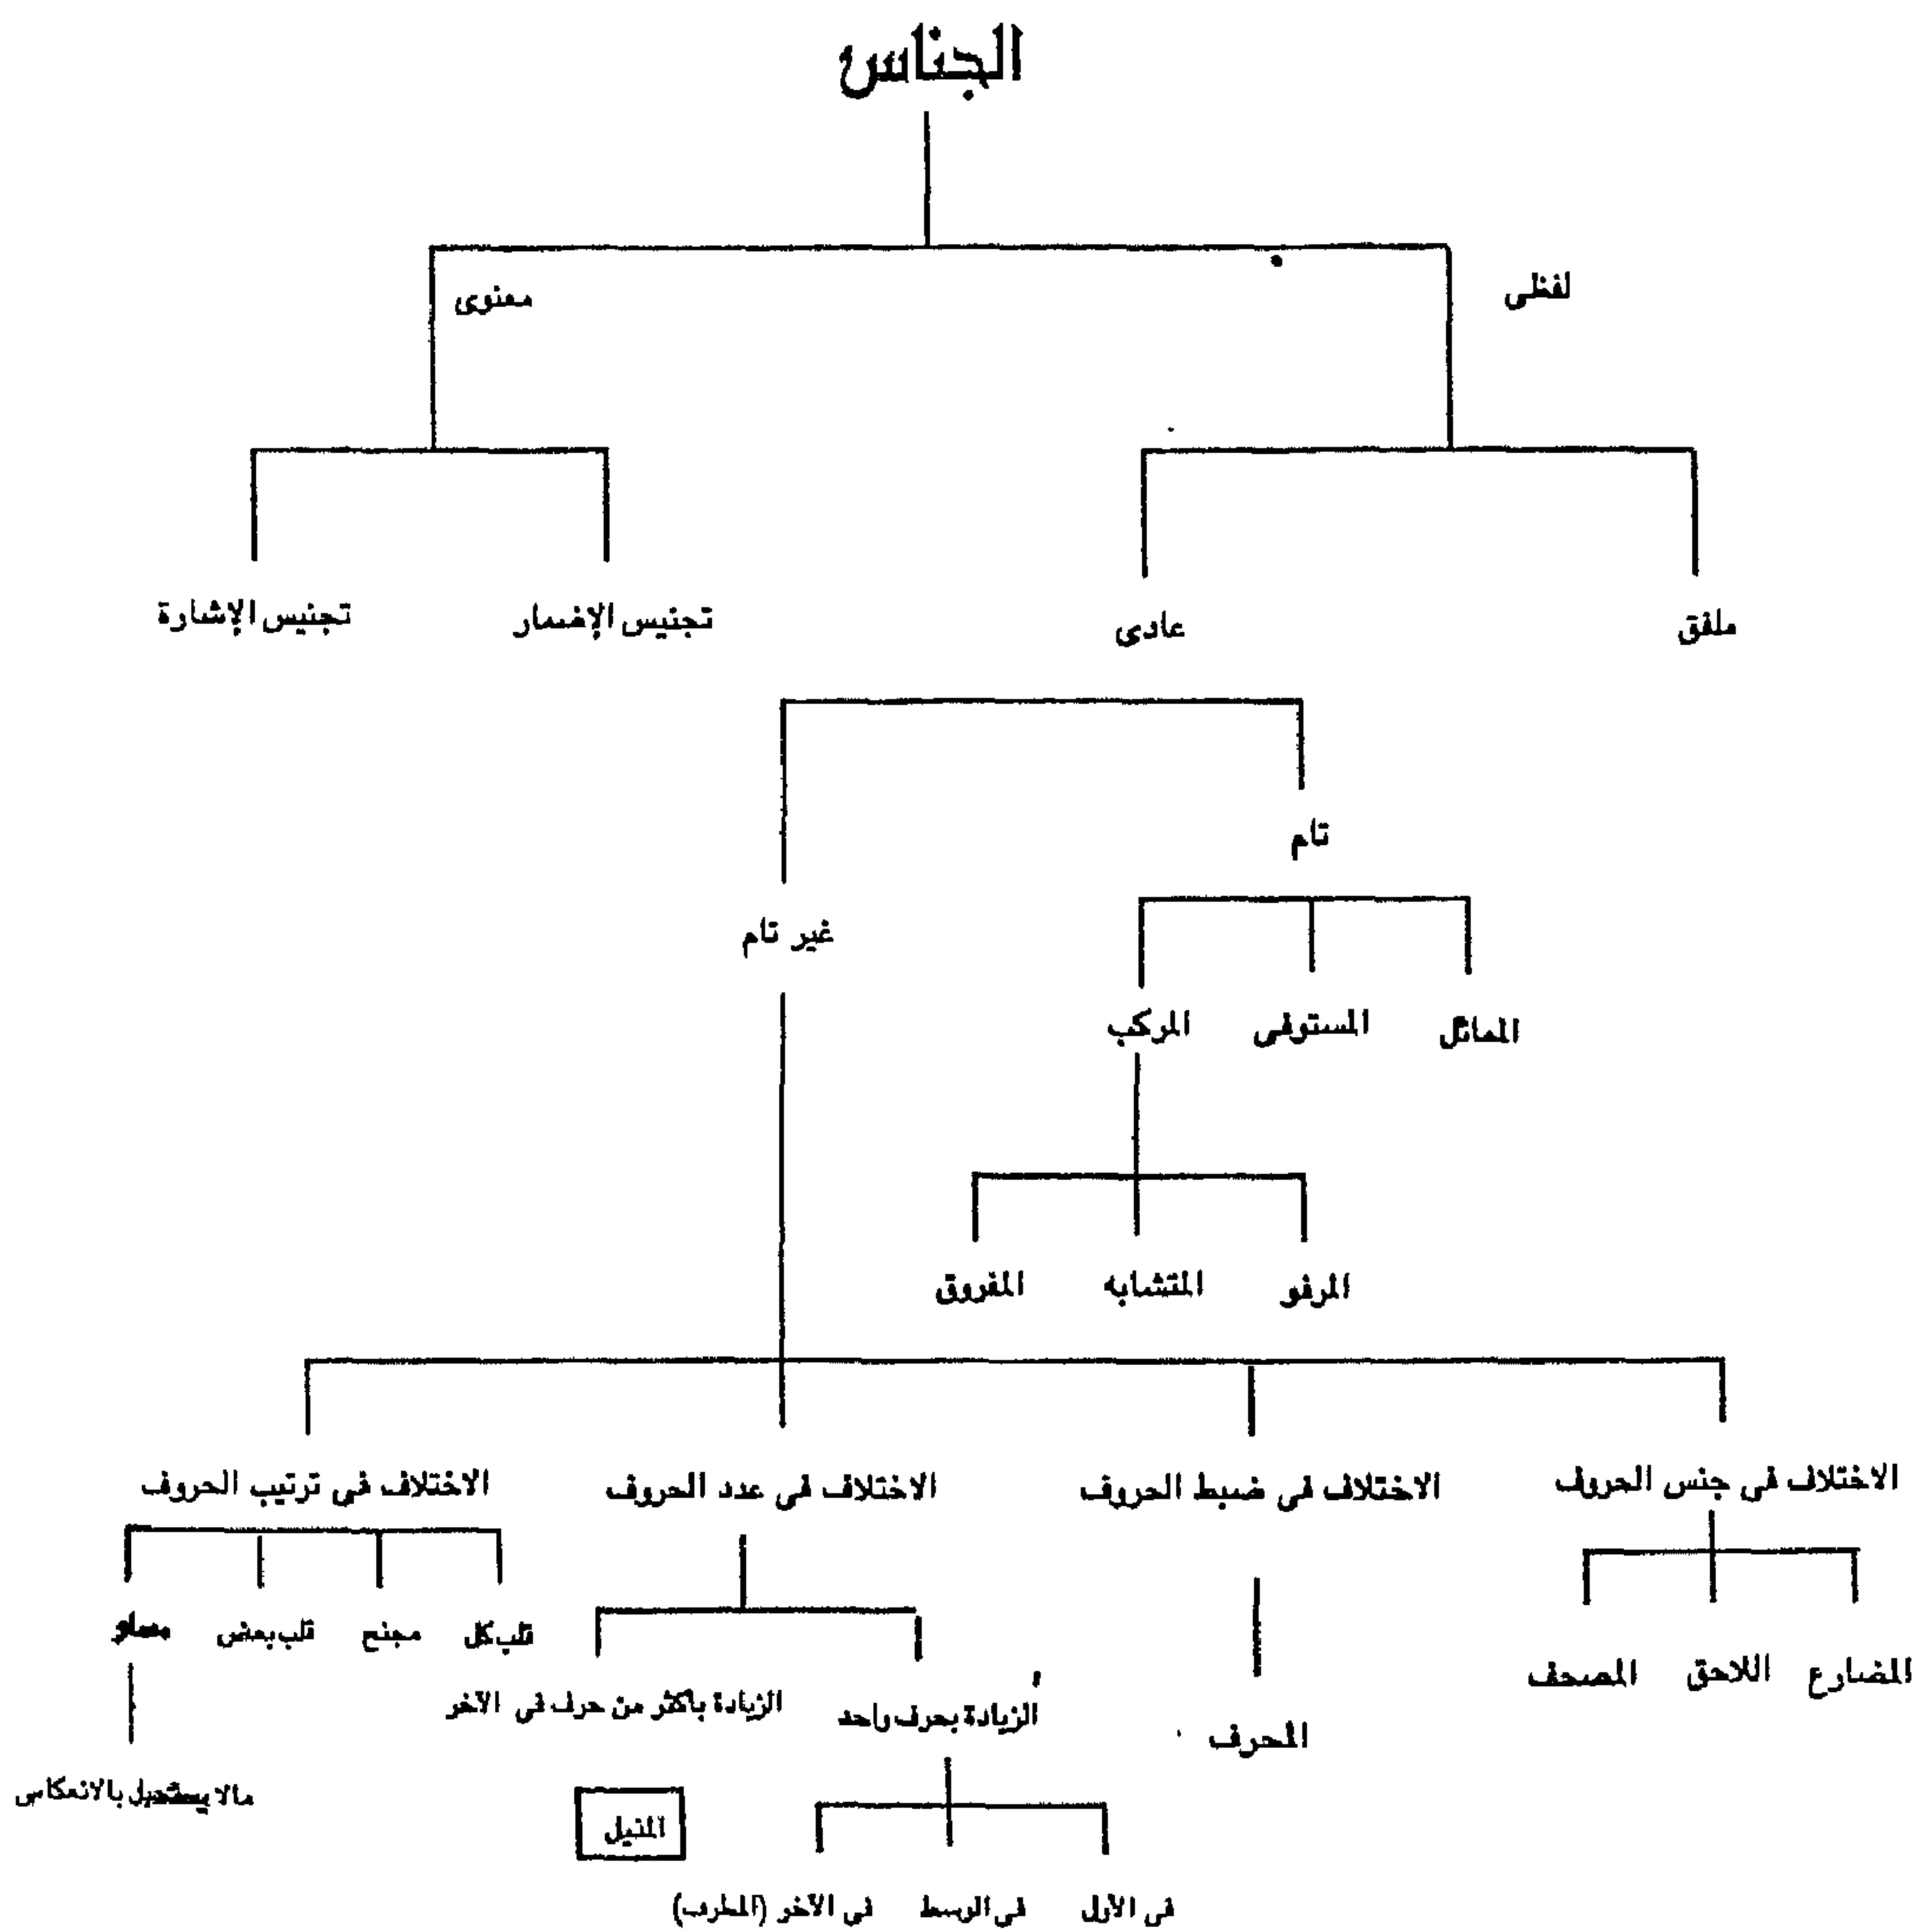 الجناس
لفظى
معنوى
ملفق
عادى
تجنيس الإضمار
تجنيس الإشارة
تام
غير تام
المماثل
المستوفى
المركب
المرفو
المتشابه
المفروق
الاختلاف فى جنس الحروف
الاختلاف فى ضبط الحروف
الاختلاف فى عدد الحروف
الاختلاف فى ترتيب الحروف
المضارع
اللاحق
المصحف
المحرف
الزيادة بحرف واحد
الزيادة بأكثر من حرف فى الآخر
قلب كل
مجنح
قلب بعض
مساو
مالا يستحيل بالانعكاس
المذيل
فى الأول
فى الوسط
فى الآخر (المطرف)